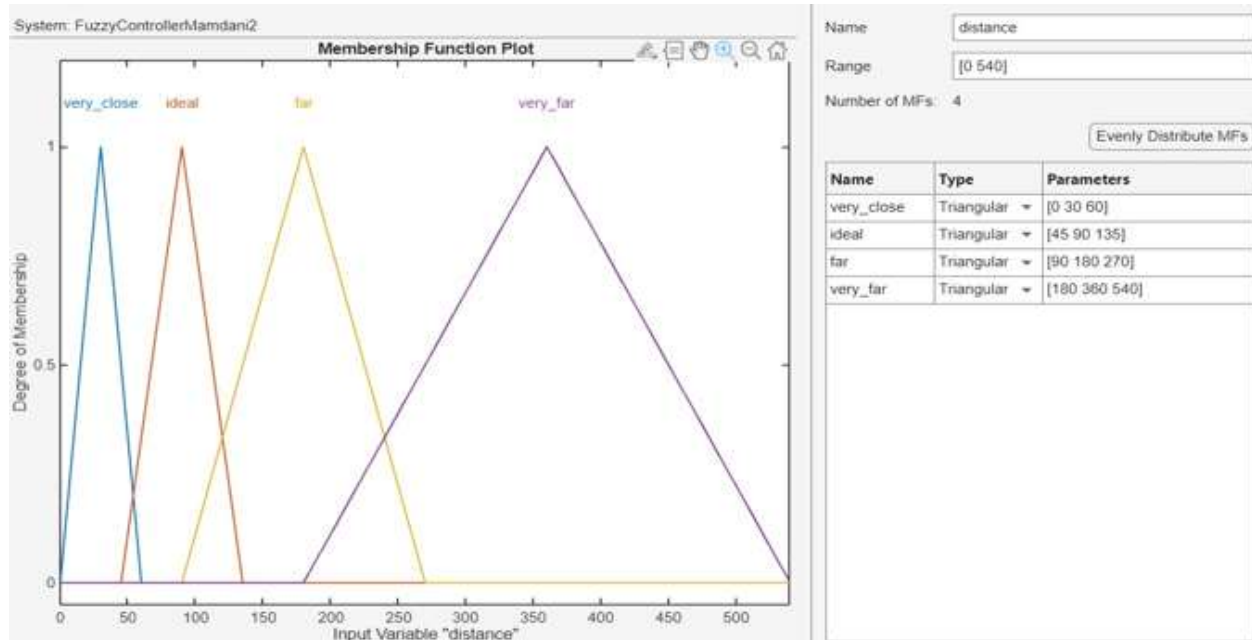 System: FuzzyControllerMamdani2
Membership Function Plot
very_close ideal far very_far
1
0.5
0
Degree of Membership
0 50 100 150 200 250 300 350 400 450 500
Input Variable "distance"
Name distance
Range [0 540]
Number of MFs: 4
Evenly Distribute MFs
Name Type Parameters
very_close Triangular [0 30 60]
ideal Triangular [45 90 135]
far Triangular [90 180 270]
very_far Triangular [180 360 540]